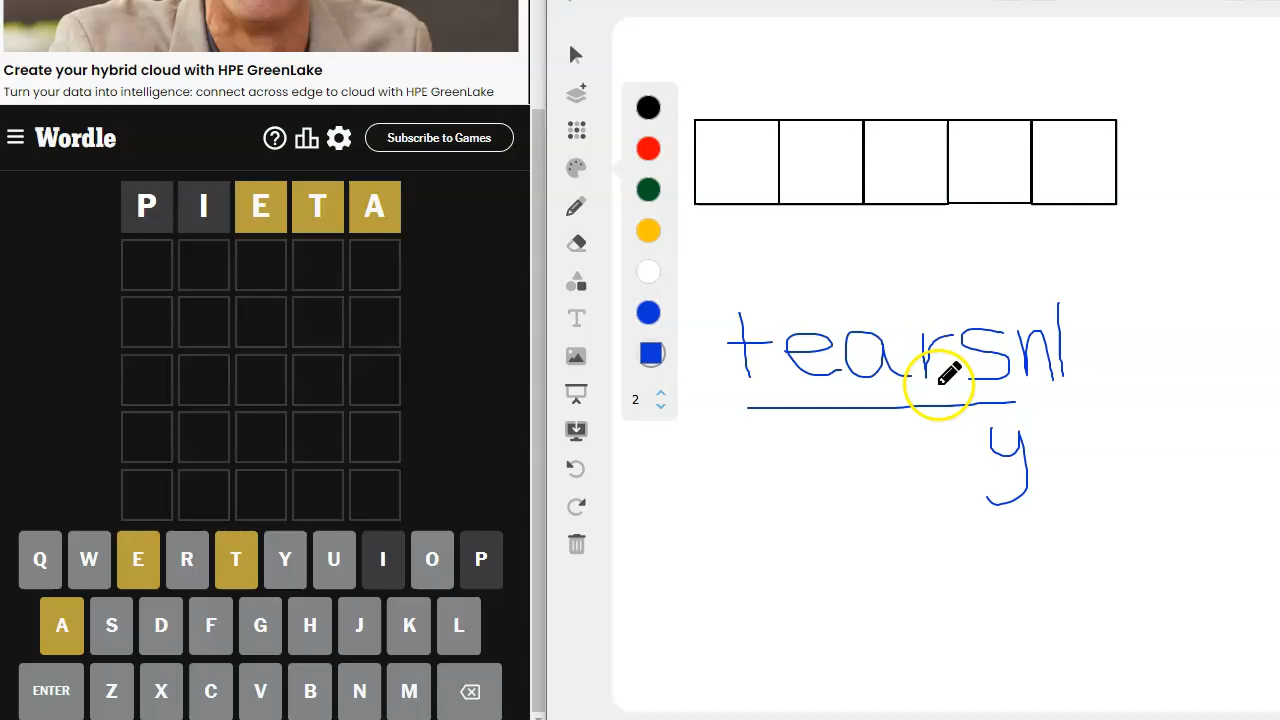 Create your hybrid cloud with HPE GreenLake
Turn your data into intelligence: connect across edge to cloud with HPE GreenLake
Wordle
Subscribe to Games
P I E T A
Q W E R T Y U I O P
A S D F G H J K L
ENTER Z X C V B N M
2
T
tearsnl
y